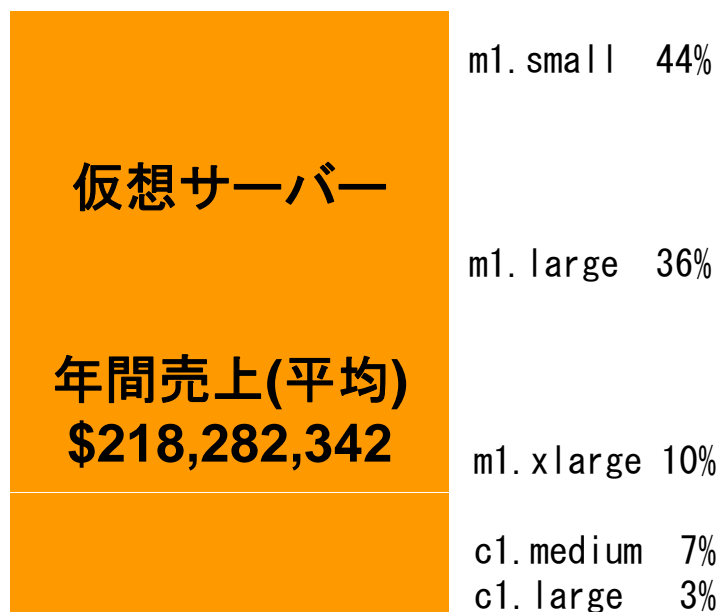 仮想サーバー
年間売上(平均)
$218,282,342
m1.small 44%
m1.large 36%
m1.xlarge 10%
c1.medium 7%
c1.large 3%